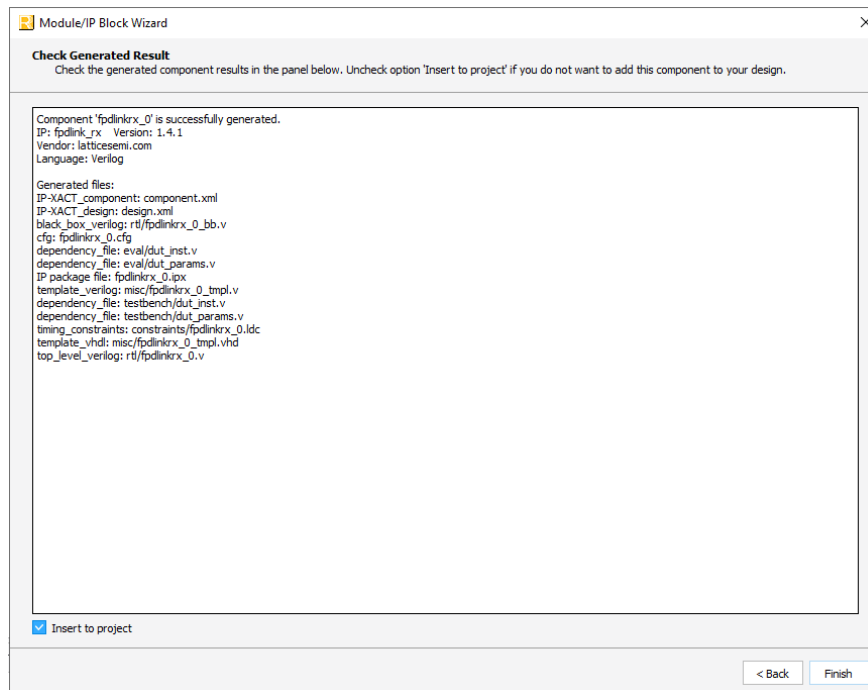 Module/IP Block Wizard
Check Generated Result
Check the generated component results in the panel below. Uncheck option 'Insert to project' if you do not want to add this component to your design.
Component 'fpdlinkrx_0' is successfully generated.
IP: fpdlink_rx Version: 1.4.1
Vendor: latticesemi.com
Language: Verilog
Generated files:
IP-XACT_component: component.xml
IP-XACT_design: design.xml
black_box_verilog: rtl/fpdlinkrx_0_bb.v
cfg: fpdlinkrx_0.cfg
dependency_file: eval/dut_inst.v
dependency_file: eval/dut_params.v
IP package file: fpdlinkrx_0.ipx
template_verilog: misc/fpdlinkrx_0_tmpl.v
dependency_file: testbench/dut_inst.v
dependency_file: testbench/dut_params.v
timing_constraints: constraints/fpdlinkrx_0.ldc
template_vhdl: misc/fpdlinkrx_0_tmpl.vhd
top_level_verilog: rtl/fpdlinkrx_0.v
Insert to project
< Back Finish